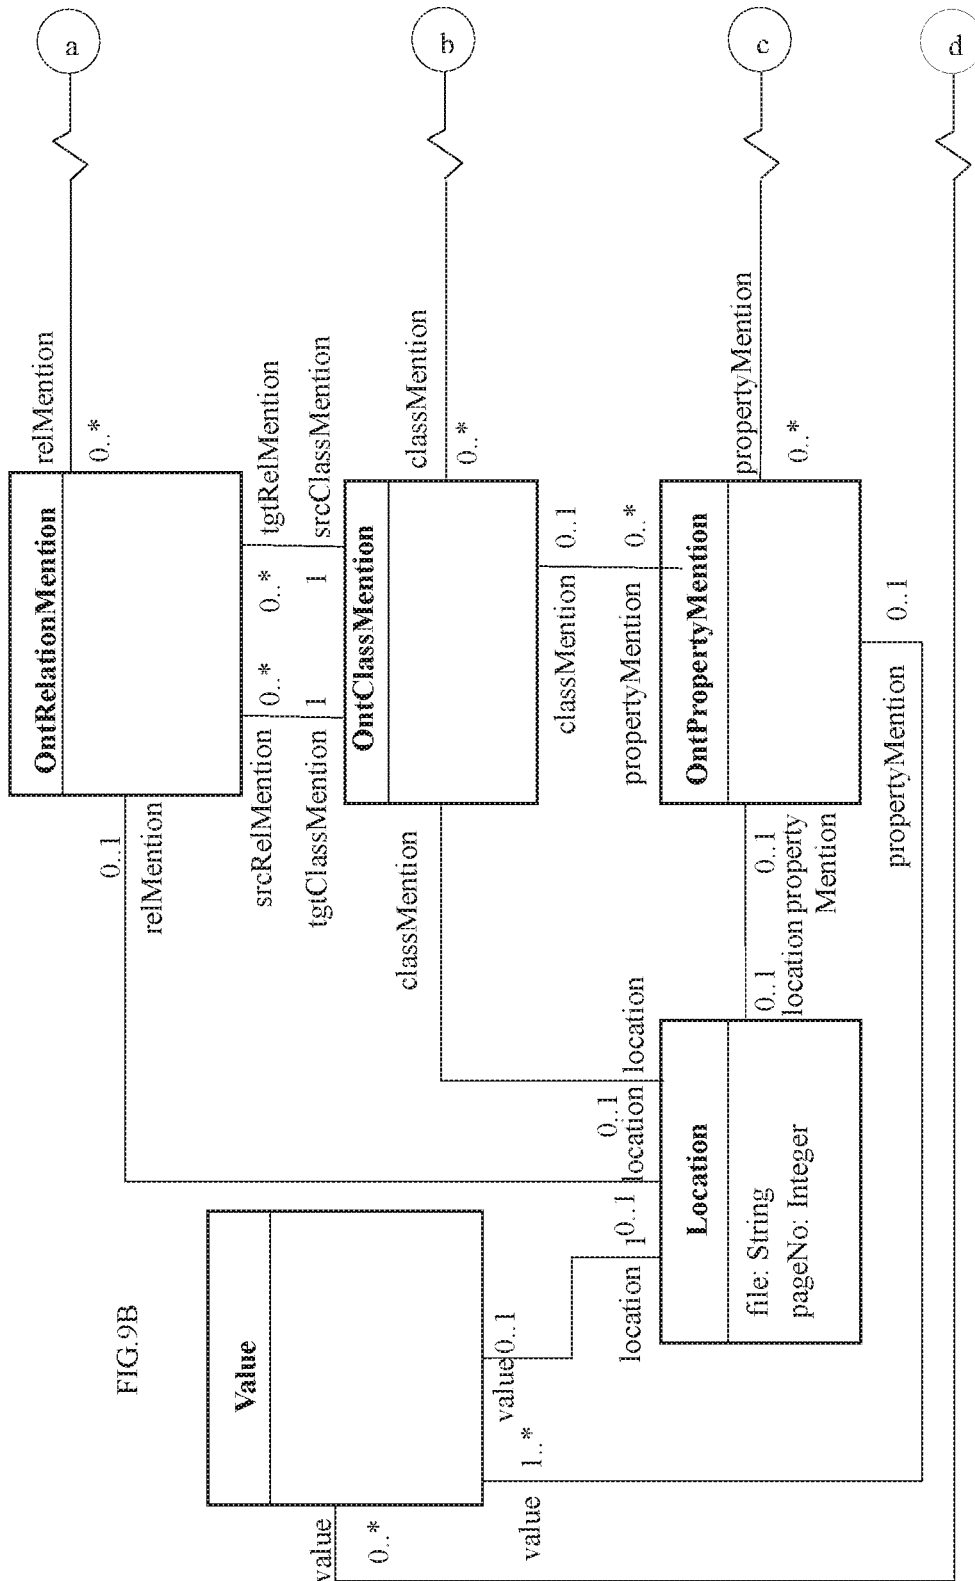 FIG.9B
a
b
c
d
relMention
0..*
classMention
0..*
propertyMention
0..*
OntRelationMention
tgtRelMention
0..*
srcClassMention
1
srcRelMention
0..*
tgtClassMention
1
0..1
relMention
OntClassMention
classMention
0..1
propertyMention
0..*
classMention
OntPropertyMention
0..1
propertyMention
0..1
property
Mention
0..1
location
location
0..1
location
0..1
location
1
Location
file: String
pageNo: Integer
Value
value
0..1
value
1..*
value
0..*